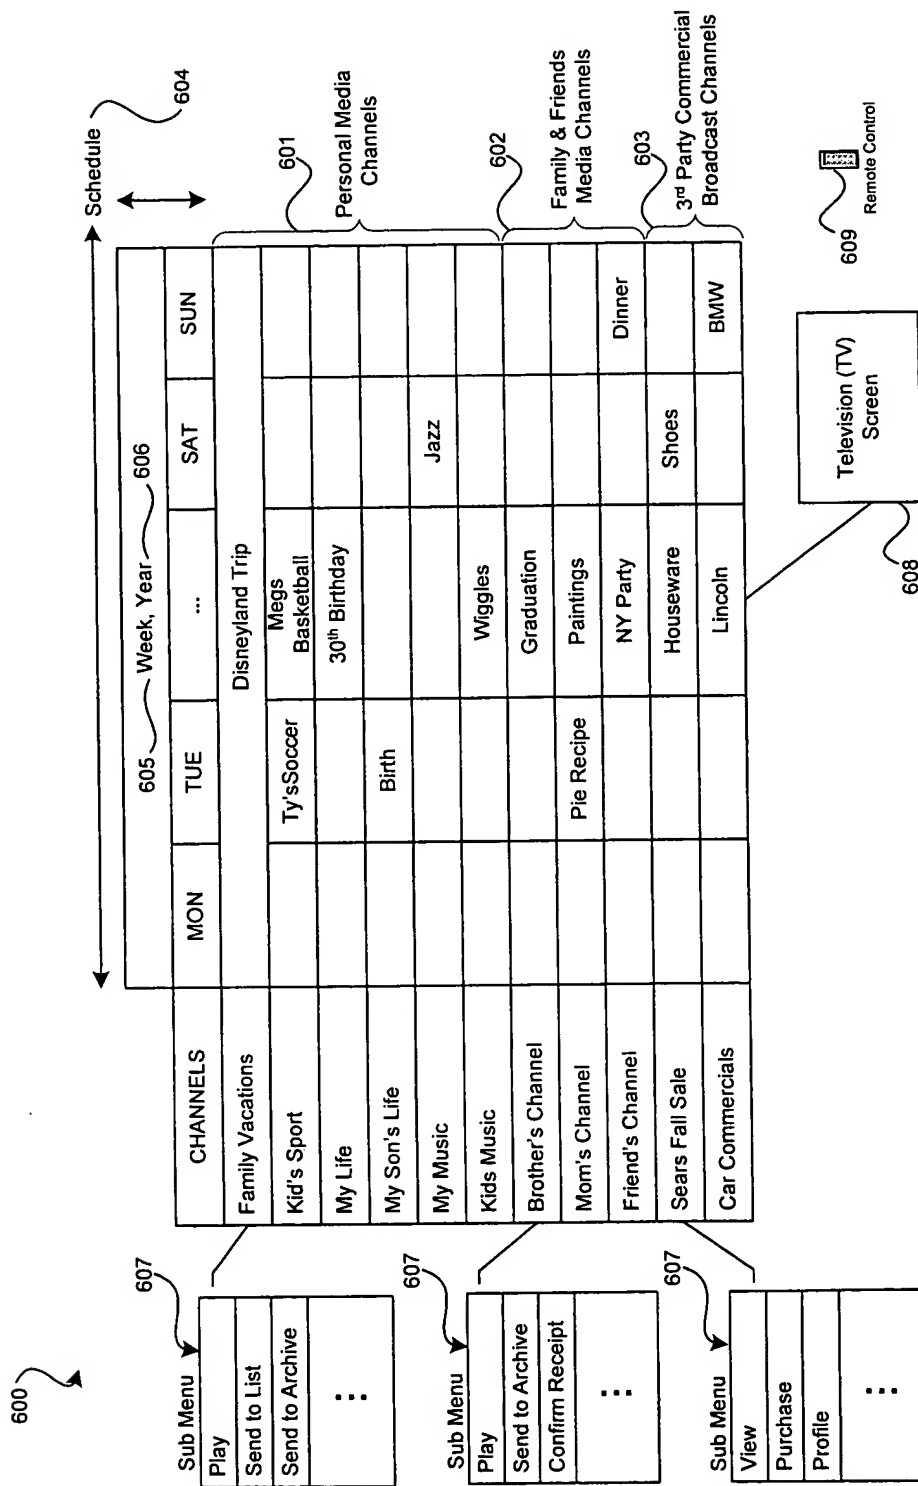 600
Schedule
604
605
Week, Year
606
CHANNELS
MON
TUE
...
SAT
SUN
Family Vacations
Disneyland Trip
Kid's Sport
Ty'sSoccer
Megs
Basketball
My Life
30th Birthday
My Son's Life
Birth
My Music
Jazz
Kids Music
Wiggles
Brother's Channel
Graduation
Mom's Channel
Pie Recipe
Paintings
Friend's Channel
NY Party
Dinner
Sears Fall Sale
Houseware
Shoes
Car Commercials
Lincoln
BMW
601
Personal Media
Channels
602
Family & Friends
Media Channels
603
3rd Party Commercial
Broadcast Channels
Sub Menu
607
Play
Send to List
Send to Archive
...
Sub Menu
607
Play
Send to Archive
Confirm Receipt
...
Sub Menu
607
View
Purchase
Profile
...
608
Television (TV)
Screen
609
Remote Control